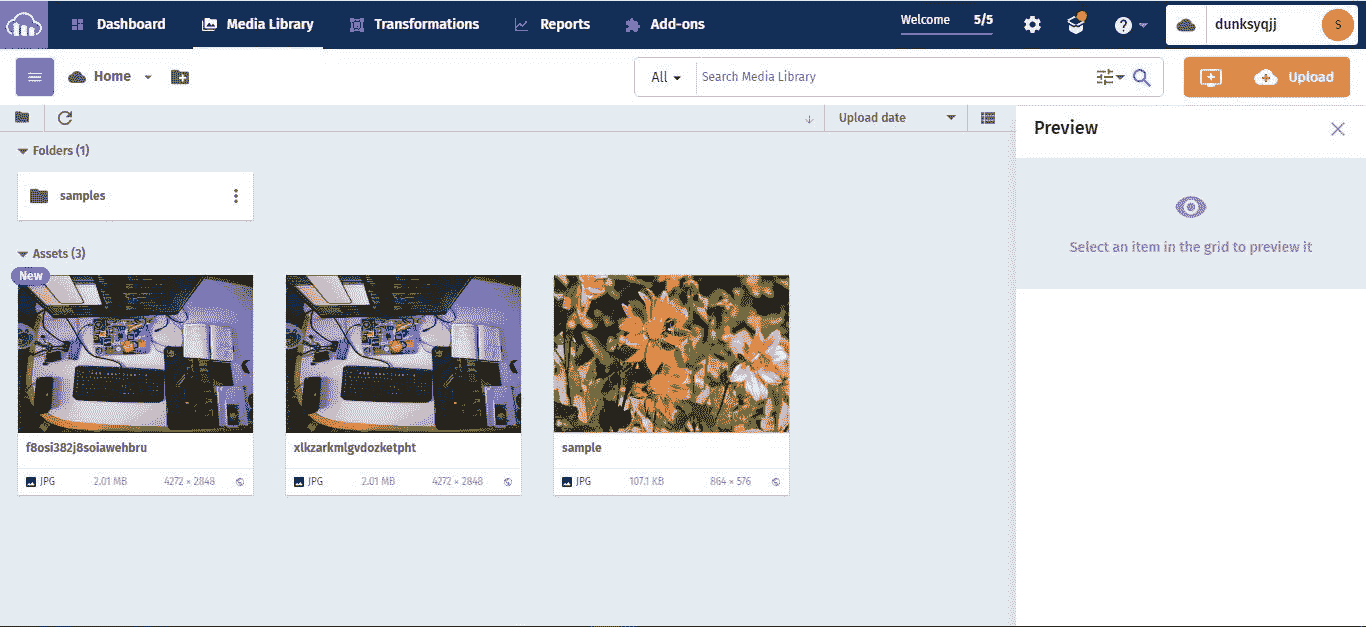 Dashboard Media Library Transformations Reports Add-ons Welcome 5/5 dunksyqjj S
Home All Search Media Library Upload
Upload date
Preview
Folders (1)
samples
Select an item in the grid to preview it
Assets (3)
New
f8osi382j8soiawehbru xlkzarkmlgvdozketpht sample
JPG 2.01 MB 4272 × 2848 JPG 2.01 MB 4272 × 2848 JPG 107.1 KB 864 × 576